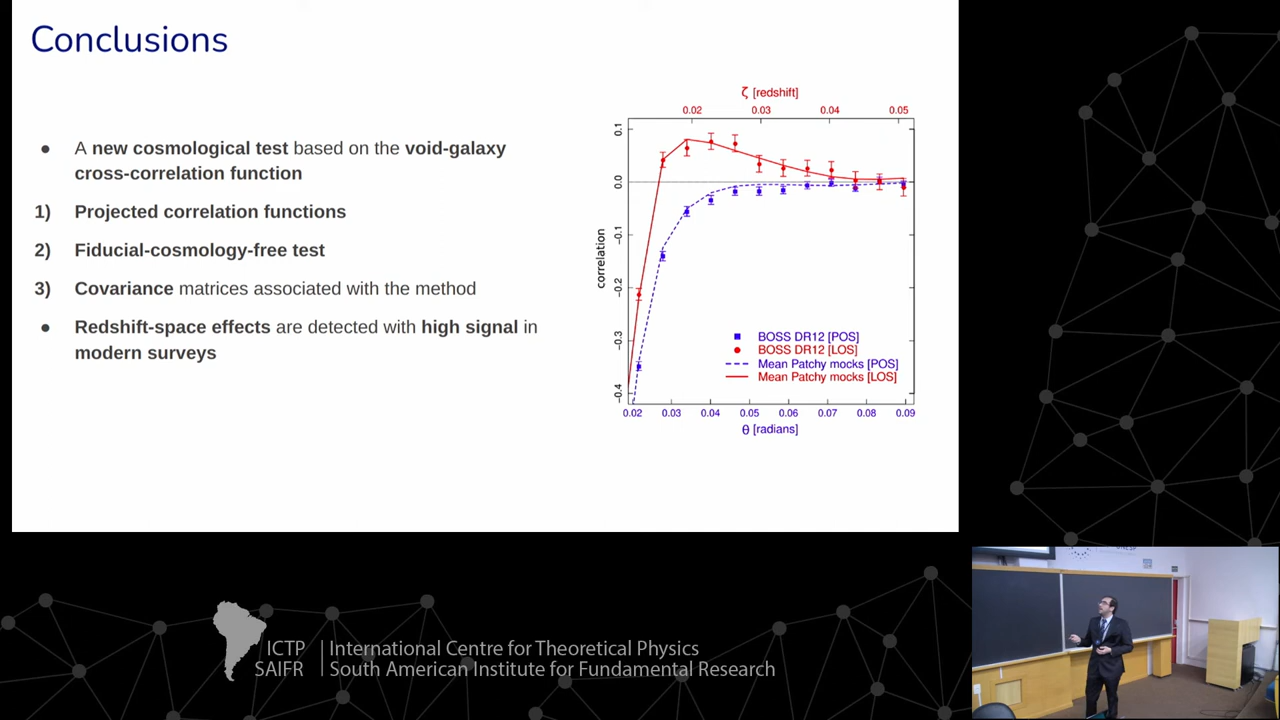 Conclusions
● A new cosmological test based on the void-galaxy
cross-correlation function
1) Projected correlation functions
2) Fiducial-cosmology-free test
3) Covariance matrices associated with the method
● Redshift-space effects are detected with high signal in
modern surveys
ζ [redshift]
0.02 0.03 0.04 0.05
0.1
0.0
−0.1
−0.2
−0.3
−0.4
correlation
BOSS DR12 [POS]
BOSS DR12 [LOS]
Mean Patchy mocks [POS]
Mean Patchy mocks [LOS]
0.02 0.03 0.04 0.05 0.06 0.07 0.08 0.09
θ [radians]
ICTP International Centre for Theoretical Physics
SAIFR South American Institute for Fundamental Research